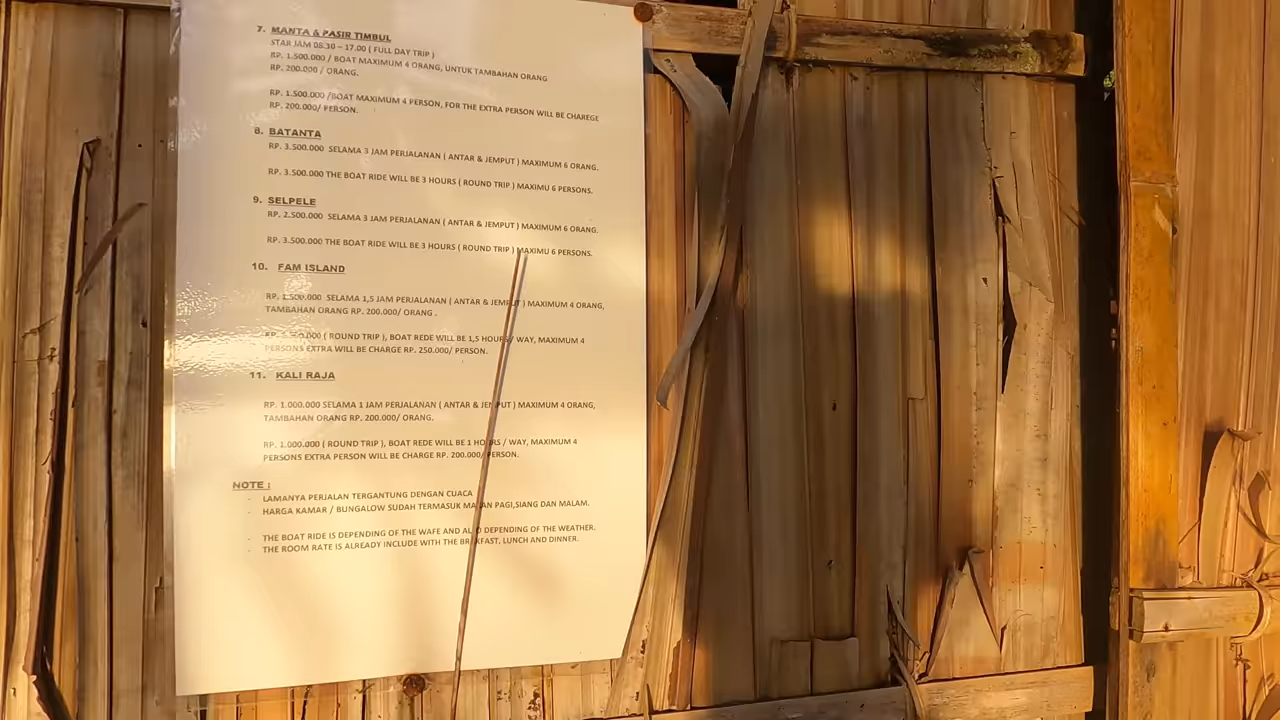 7. MANTA & PASIR TIMBUL
STAR JAM 08.30 – 17.00 ( FULL DAY TRIP )
RP. 1.500.000 / BOAT MAXIMUM 4 ORANG, UNTUK TAMBAHAN ORANG
RP. 200.000 / ORANG.
RP. 1.500.000 /BOAT MAXIMUM 4 PERSON, FOR THE EXTRA PERSON WILL BE CHAREGE
RP. 200.000/ PERSON.
8. BATANTA
RP. 3.500.000 SELAMA 3 JAM PERJALANAN ( ANTAR & JEMPUT ) MAXIMUM 6 ORANG.
RP. 3.500.000 THE BOAT RIDE WILL BE 3 HOURS ( ROUND TRIP ) MAXIMU 6 PERSONS.
9. SELPELE
RP. 2.500.000 SELAMA 3 JAM PERJALANAN ( ANTAR & JEMPUT ) MAXIMUM 6 ORANG.
RP. 3.500.000 THE BOAT RIDE WILL BE 3 HOURS ( ROUND TRIP ) MAXIMU 6 PERSONS.
10. FAM ISLAND
RP. 1.500.000 SELAMA 1,5 JAM PERJALANAN ( ANTAR & JEMPUT ) MAXIMUM 4 ORANG,
TAMBAHAN ORANG RP. 200.000/ ORANG .
RP. ( ROUND TRIP ), BOAT REDE WILL BE 1,5 HOURS/ WAY, MAXIMUM 4
PERSONS EXTRA WILL BE CHARGE RP. 250.000/ PERSON.
11. KALI RAJA
RP. 1.000.000 SELAMA 1 JAM PERJALANAN ( ANTAR & JEMPUT ) MAXIMUM 4 ORANG,
TAMBAHAN ORANG RP. 200.000/ ORANG.
RP. 1.000.000 ( ROUND TRIP ), BOAT REDE WILL BE 1 HOURS / WAY, MAXIMUM 4
PERSONS EXTRA PERSON WILL BE CHARGE RP. 200.000/ PERSON.
NOTE :
- LAMANYA PERJALAN TERGANTUNG DENGAN CUACA
- HARGA KAMAR / BUNGALOW SUDAH TERMASUK MAKAN PAGI,SIANG DAN MALAM.
- THE BOAT RIDE IS DEPENDING OF THE WAFE AND ALSO DEPENDING OF THE WEATHER.
- THE ROOM RATE IS ALREADY INCLUDE WITH THE BREKFAST, LUNCH AND DINNER.